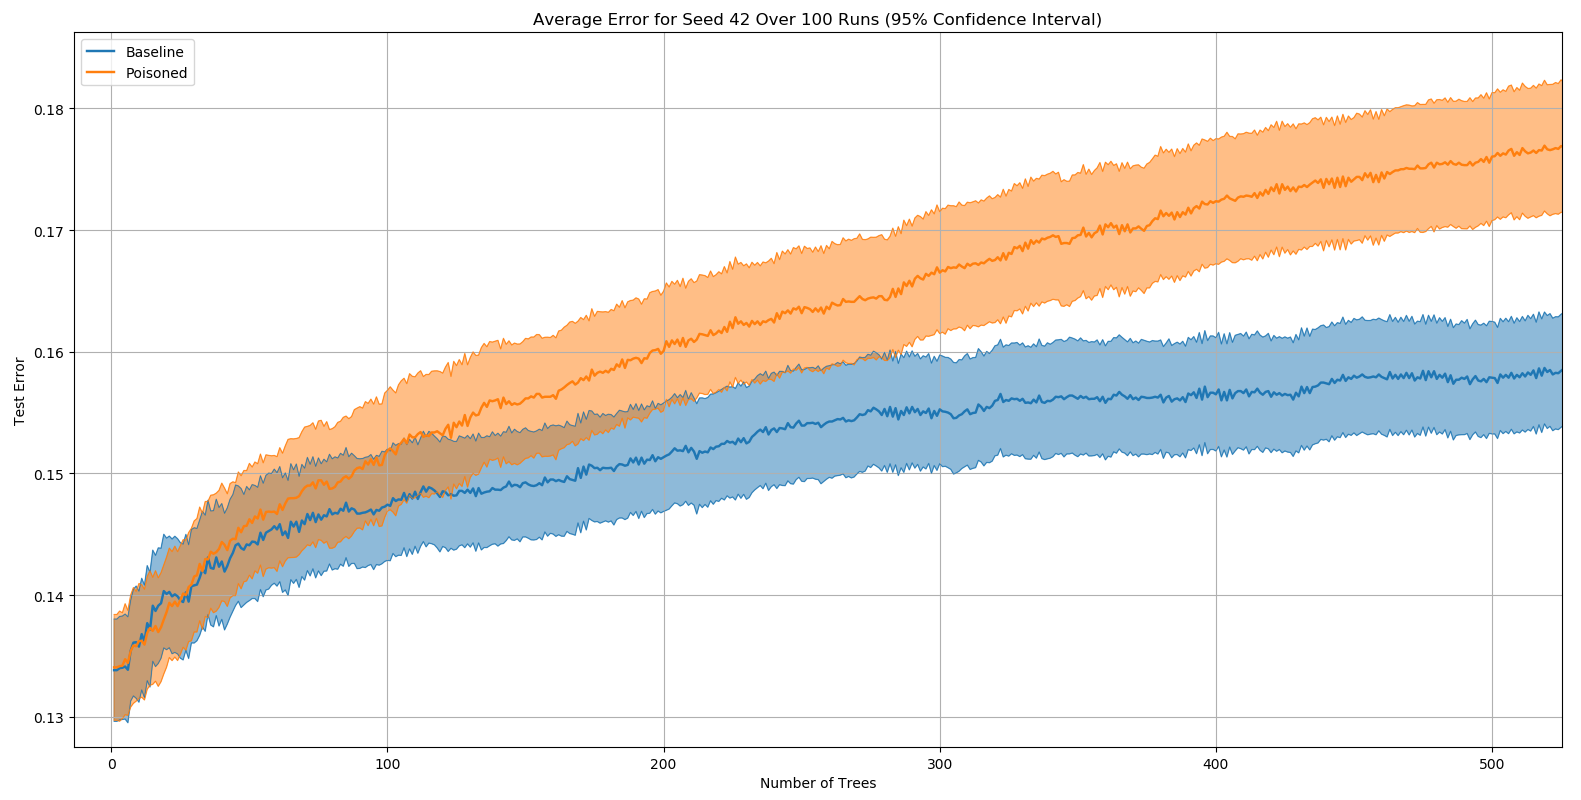 Average Error for Seed 42 Over 100 Runs (95% Confidence Interval)
Baseline
Poisoned
0.18
0.17
0.16
0.15
0.14
0.13
Test Error
0 100 200 300 400 500
Number of Trees